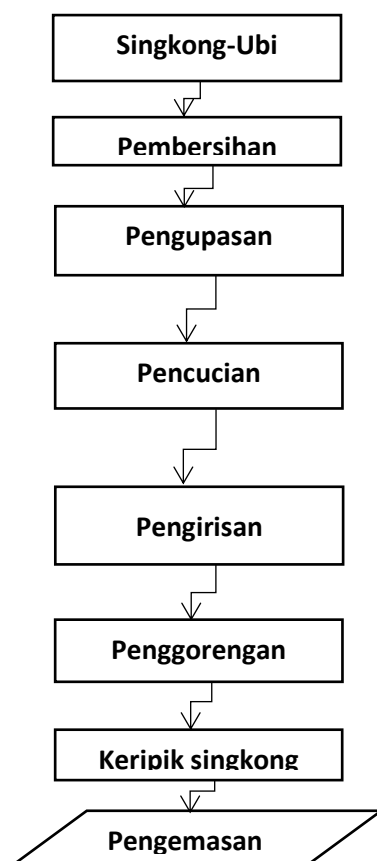 Singkong-Ubi
Pembersihan
Pengupasan
Pencucian
Pengirisan
Penggorengan
Keripik singkong
Pengemasan